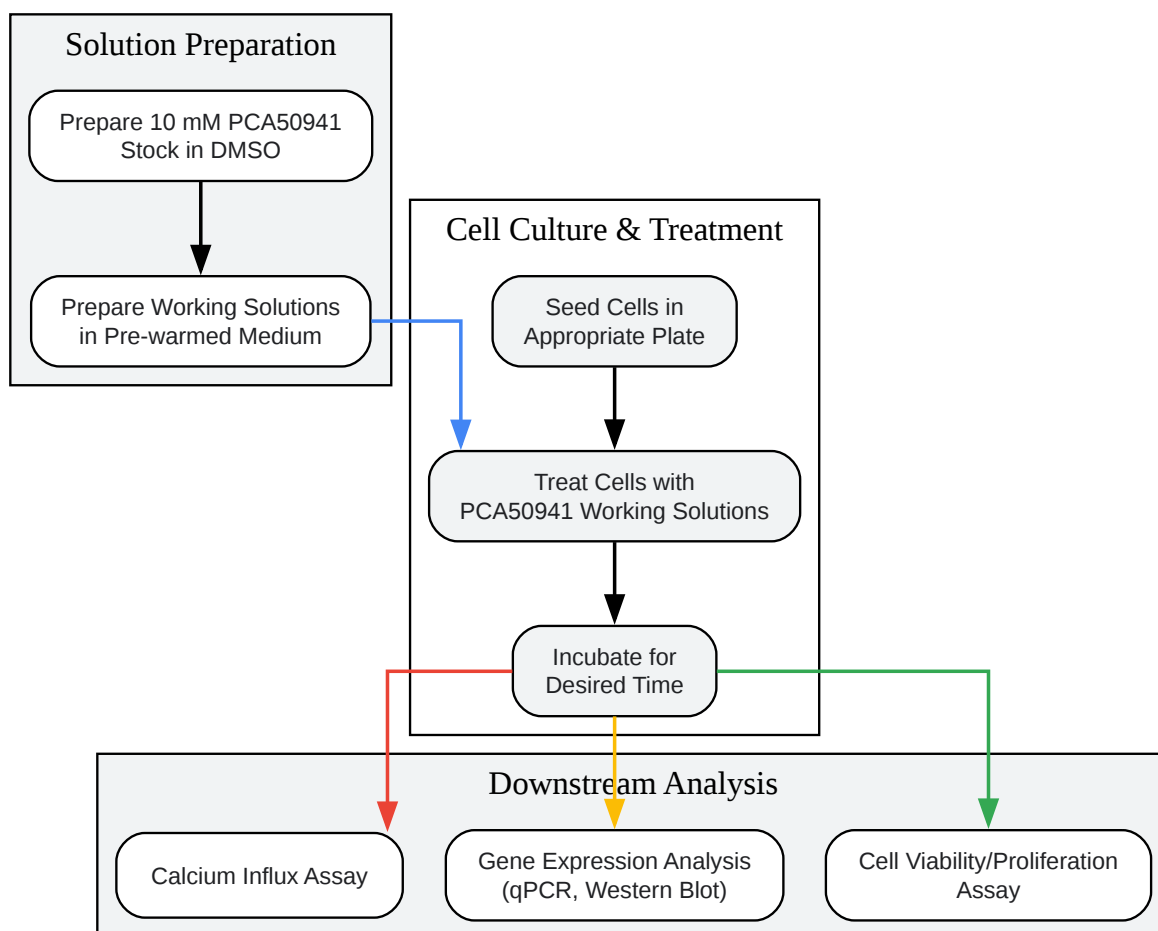 Solution Preparation
Prepare 10 mM PCA50941
Stock in DMSO
Prepare Working Solutions
in Pre-warmed Medium
Cell Culture & Treatment
Seed Cells in
Appropriate Plate
Treat Cells with
PCA50941 Working Solutions
Incubate for
Desired Time
Downstream Analysis
Calcium Influx Assay
Gene Expression Analysis
(qPCR, Western Blot)
Cell Viability/Proliferation
Assay